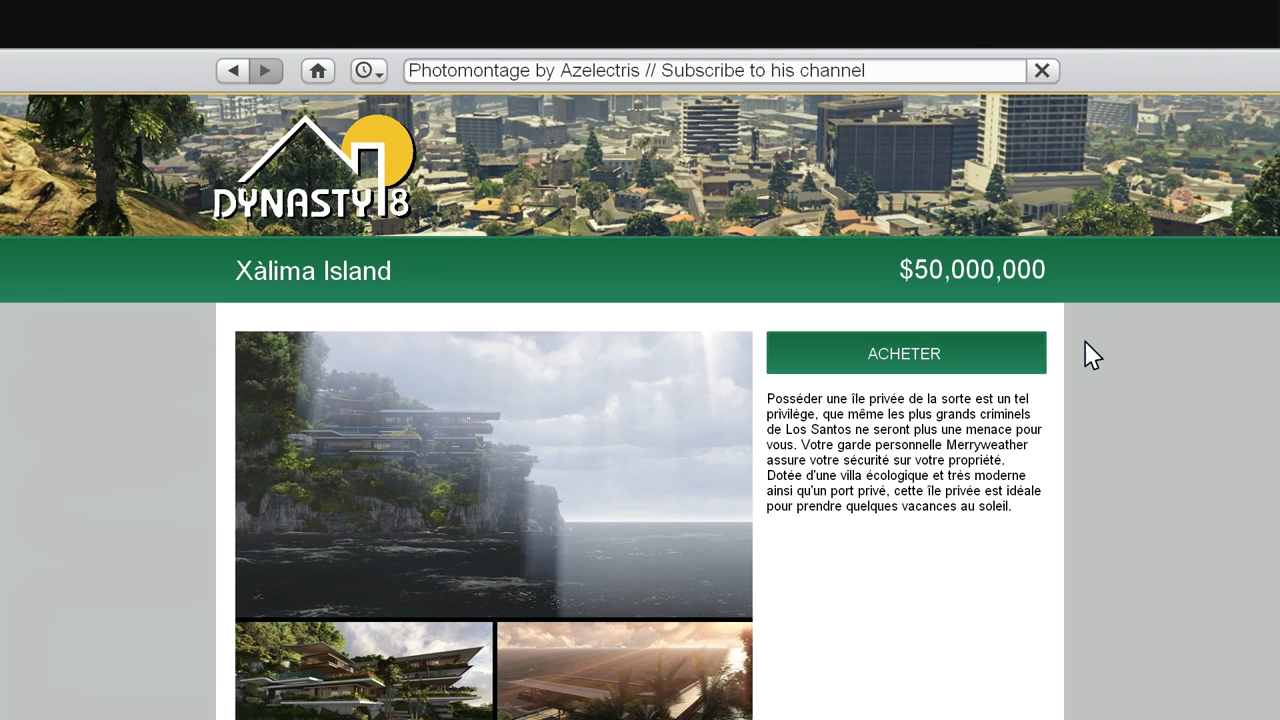 Photomontage by Azelectris // Subscribe to his channel
DYNASTY 8
Xàlima Island
$50,000,000
ACHETER
Posséder une île privée de la sorte est un tel
privilège, que même les plus grands criminels
de Los Santos ne seront plus une menace pour
vous. Votre garde personnelle Merryweather
assure votre sécurité sur votre propriété.
Dotée d'une villa écologique et très moderne
ainsi qu'un port privé, cette île privée est idéale
pour prendre quelques vacances au soleil.